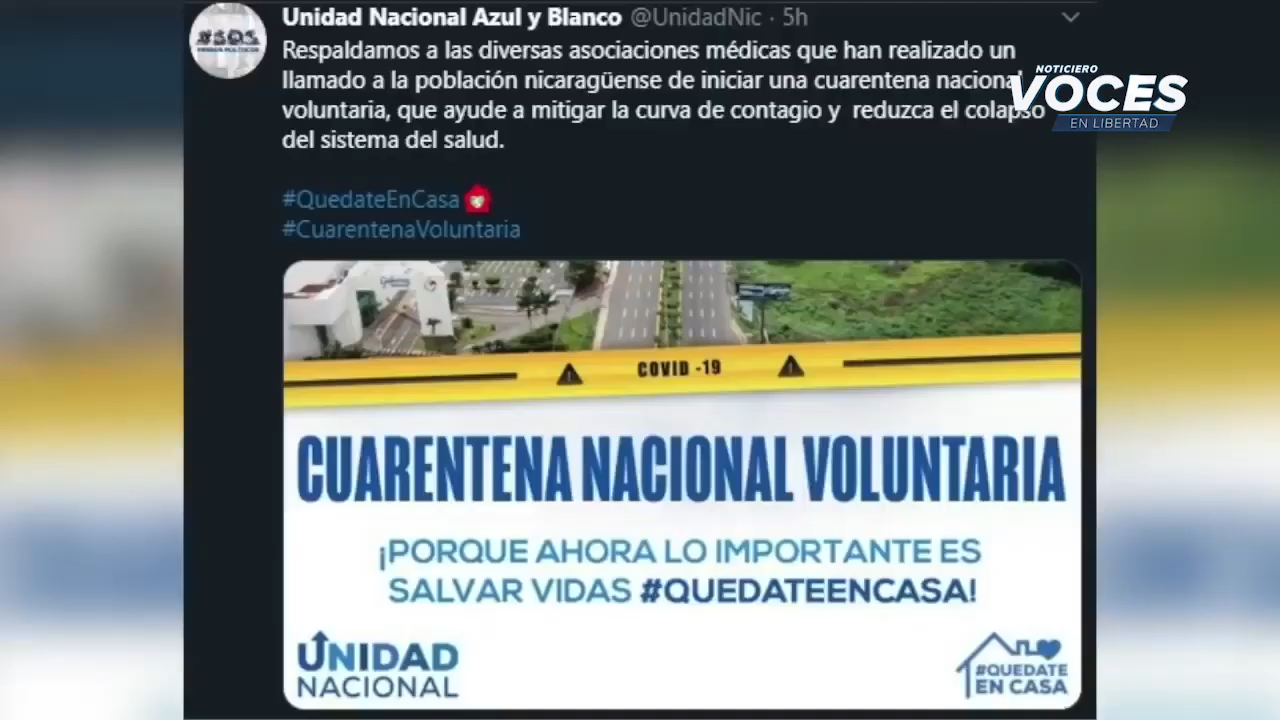 #SOS
Unidad Nacional Azul y Blanco @UnidadNic · 5h
Respaldamos a las diversas asociaciones médicas que han realizado un
llamado a la población nicaragüense de iniciar una cuarentena nacional
voluntaria, que ayude a mitigar la curva de contagio y reduzca el colapso
del sistema del salud.
NOTICIERO
VOCES
EN LIBERTAD
#QuedateEnCasa
#CuarentenaVoluntaria
COVID -19
CUARENTENA NACIONAL VOLUNTARIA
¡PORQUE AHORA LO IMPORTANTE ES
SALVAR VIDAS #QUEDATEENCASA!
UNIDAD
NACIONAL
#QUEDATE
EN CASA